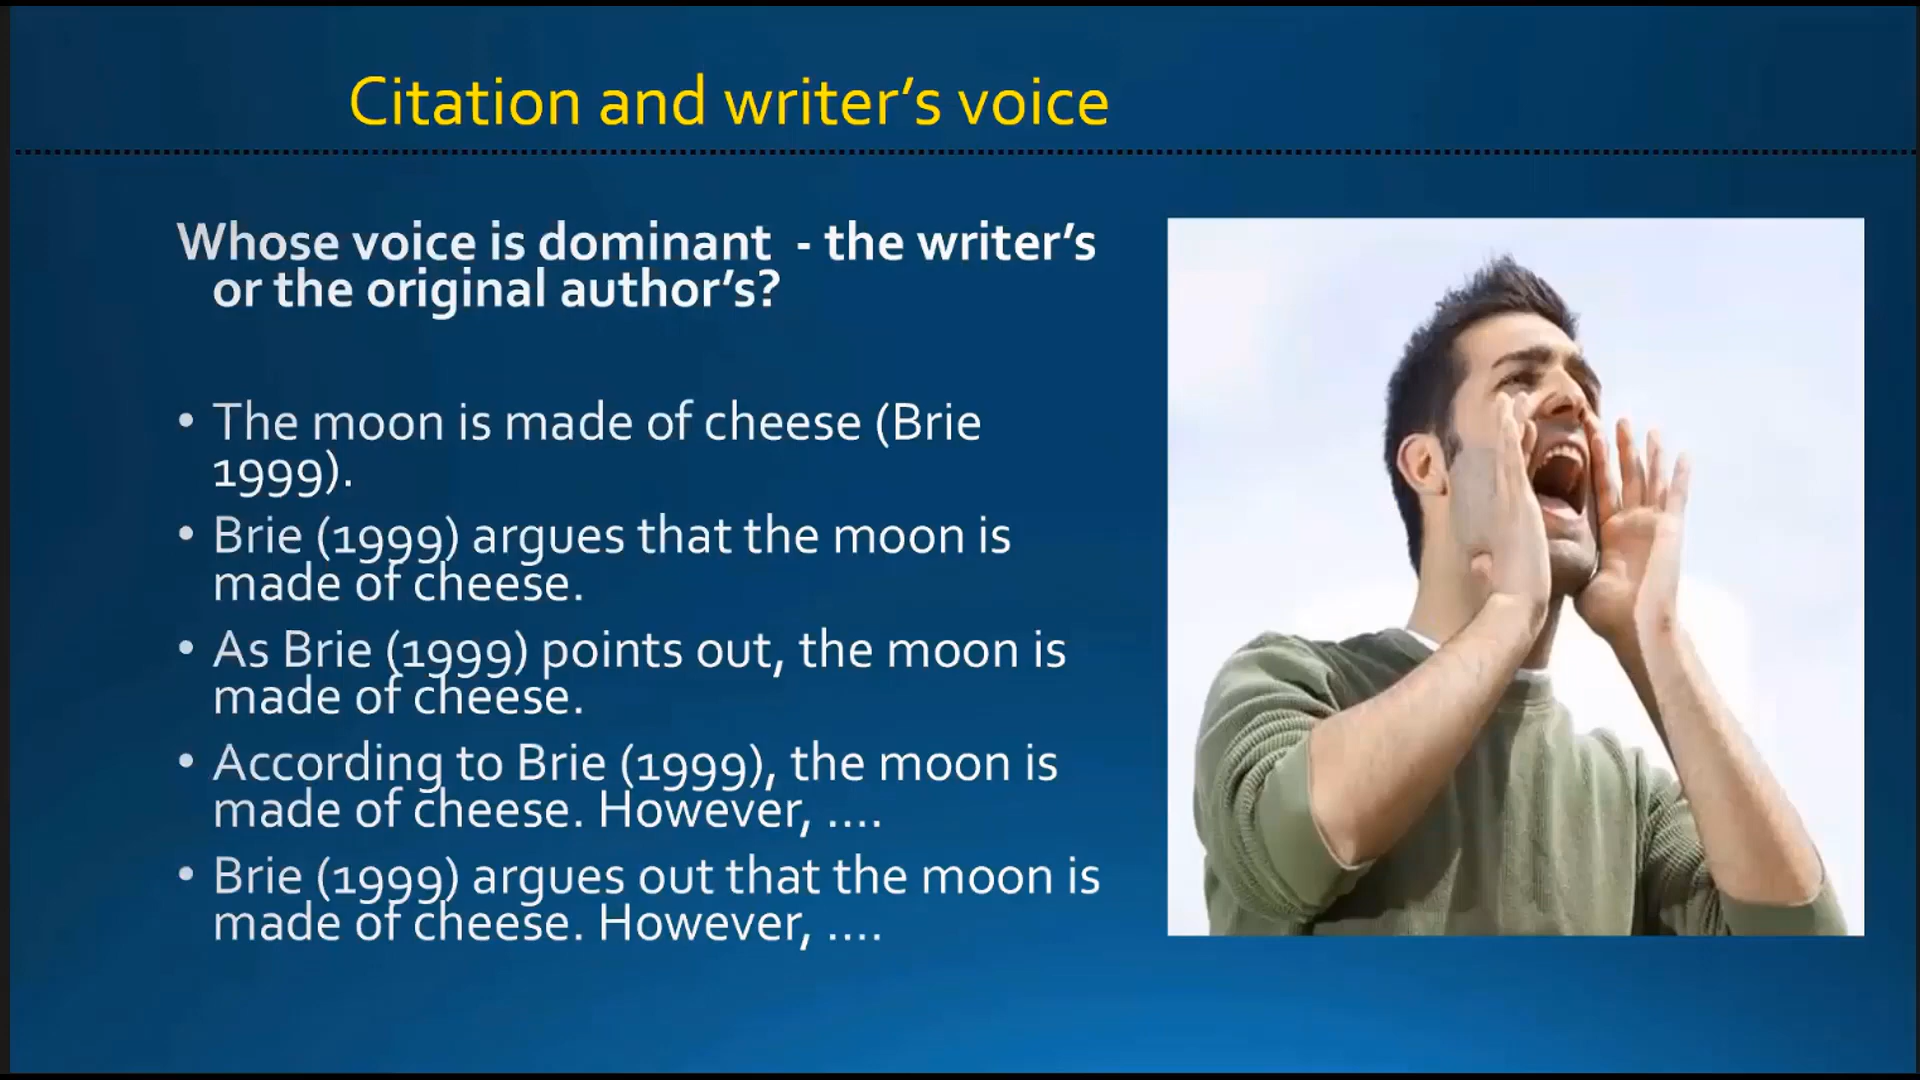 Citation and writer's voice
Whose voice is dominant - the writer's
or the original author's?
• The moon is made of cheese (Brie
1999).
• Brie (1999) argues that the moon is
made of cheese.
• As Brie (1999) points out, the moon is
made of cheese.
• According to Brie (1999), the moon is
made of cheese. However, ....
• Brie (1999) argues out that the moon is
made of cheese. However, ....